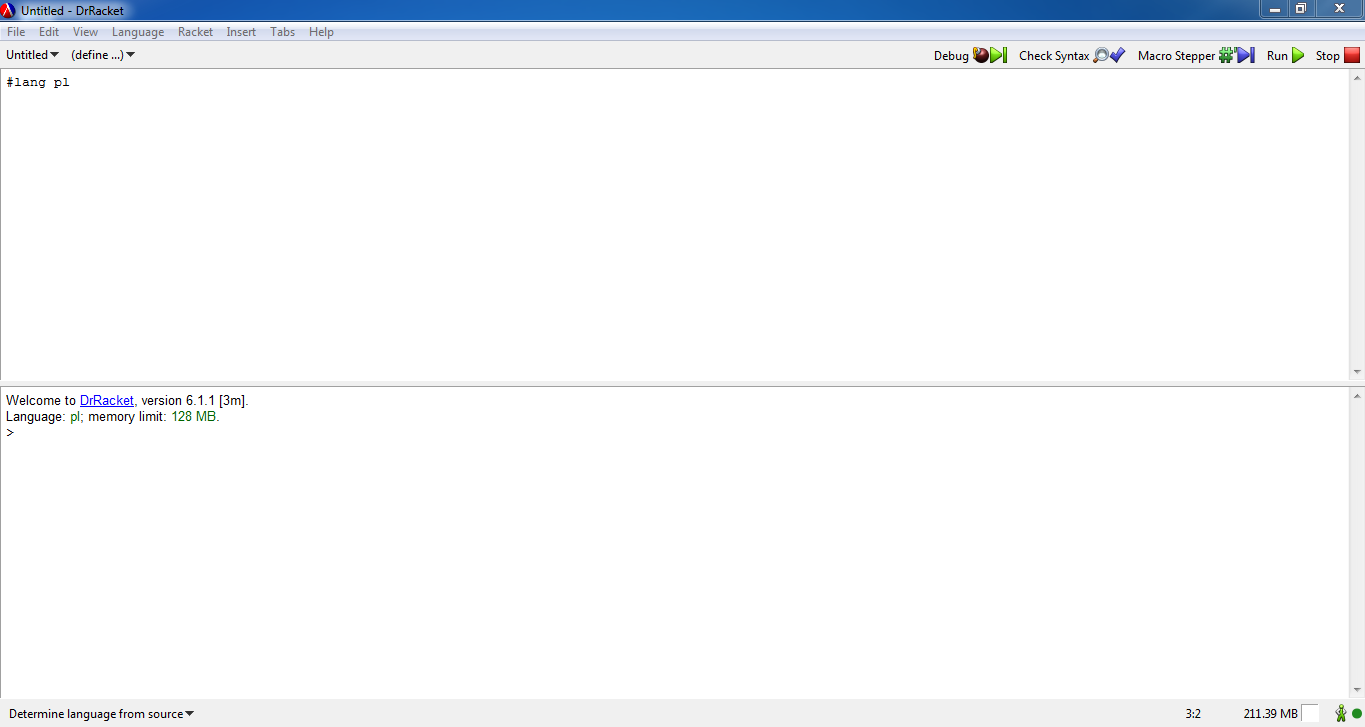 Untitled - DrRacket
File Edit View Language Racket Insert Tabs Help
Untitled (define ...) Debug Check Syntax Macro Stepper Run Stop
#lang pl
Welcome to DrRacket, version 6.1.1 [3m].
Language: pl; memory limit: 128 MB.
>
Determine language from source 3:2 211.39 MB